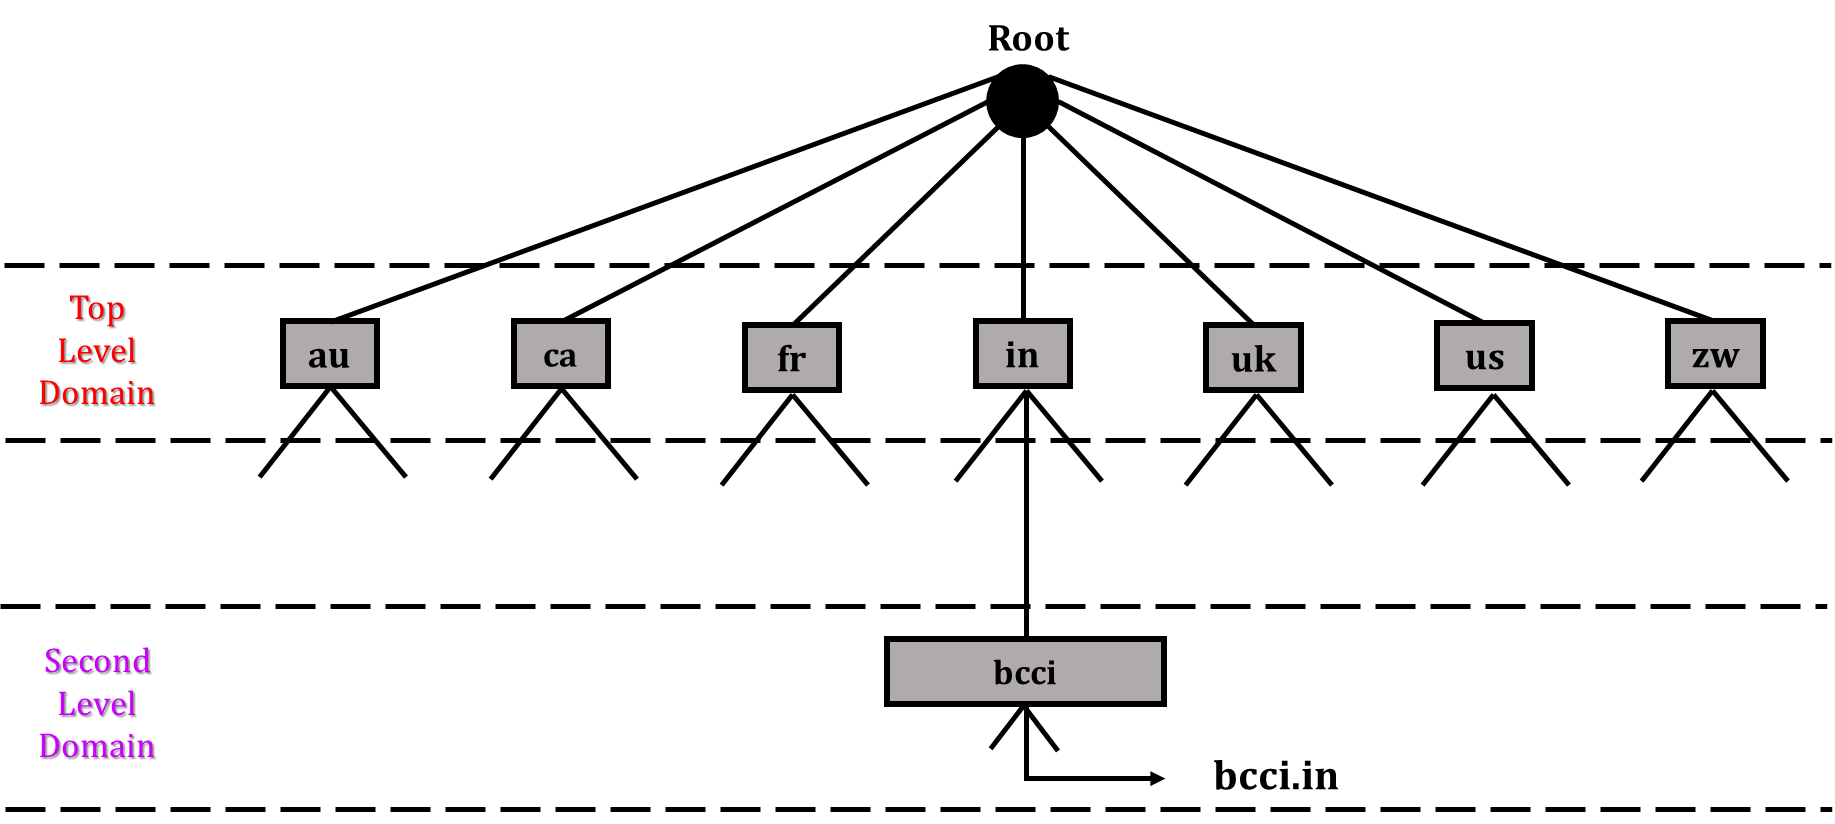 Root
Top
Level
Domain
au
ca
fr
in
uk
us
zw
Second
Level
Domain
bcci
bcci.in